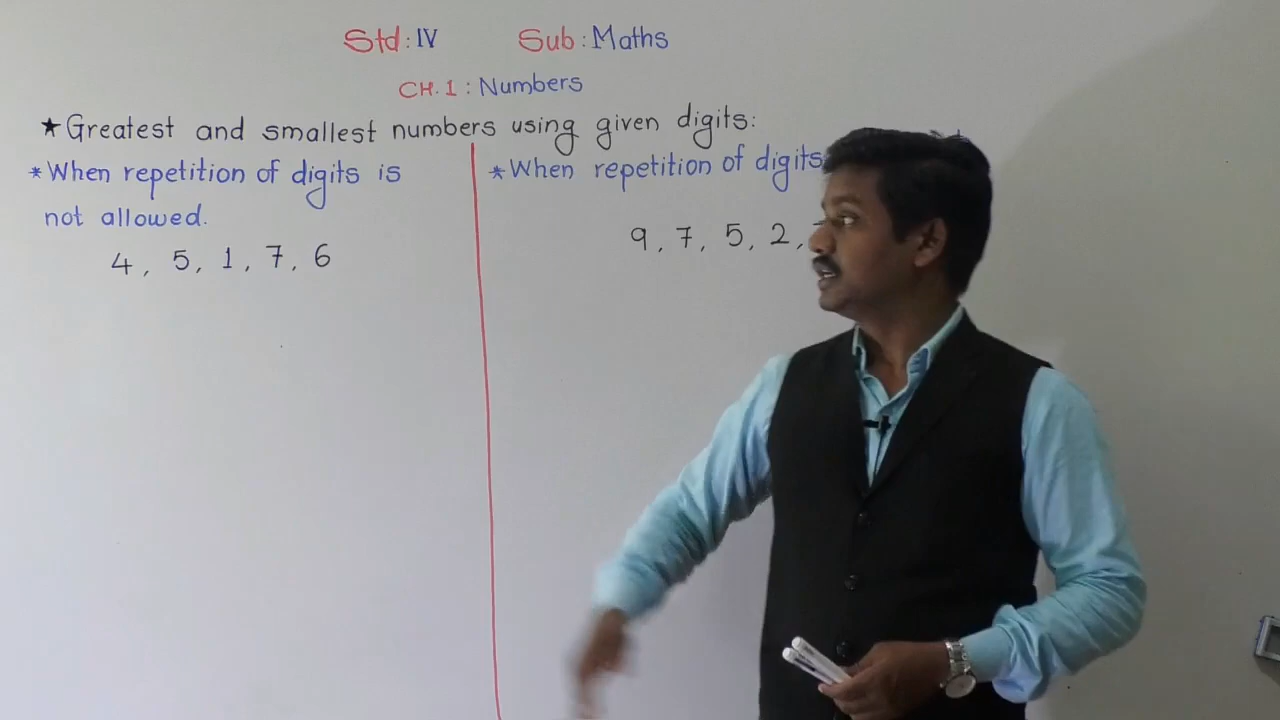 Std: IV Sub: Maths
CH. 1: Numbers
★ Greatest and smallest numbers using given digits:
* When repetition of digits is
not allowed.
4, 5, 1, 7, 6
* When repetition of digits
9, 7, 5, 2,